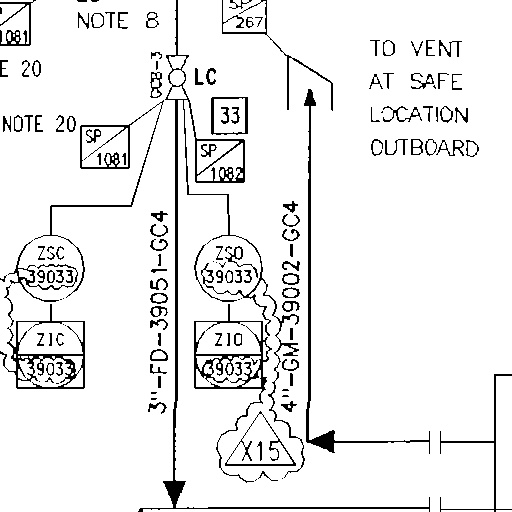 NOTE 8
SP
267
1081
E 20
NOTE 20
GCB-3
LC
33
SP
1081
SP
1082
TO VENT
AT SAFE
LOCATION
OUTBOARD
ZSC
39033
ZSO
39033
ZIC
39033
ZIO
39033
3"-FD-39051-GC4
4"-GM-39002-GC4
X15